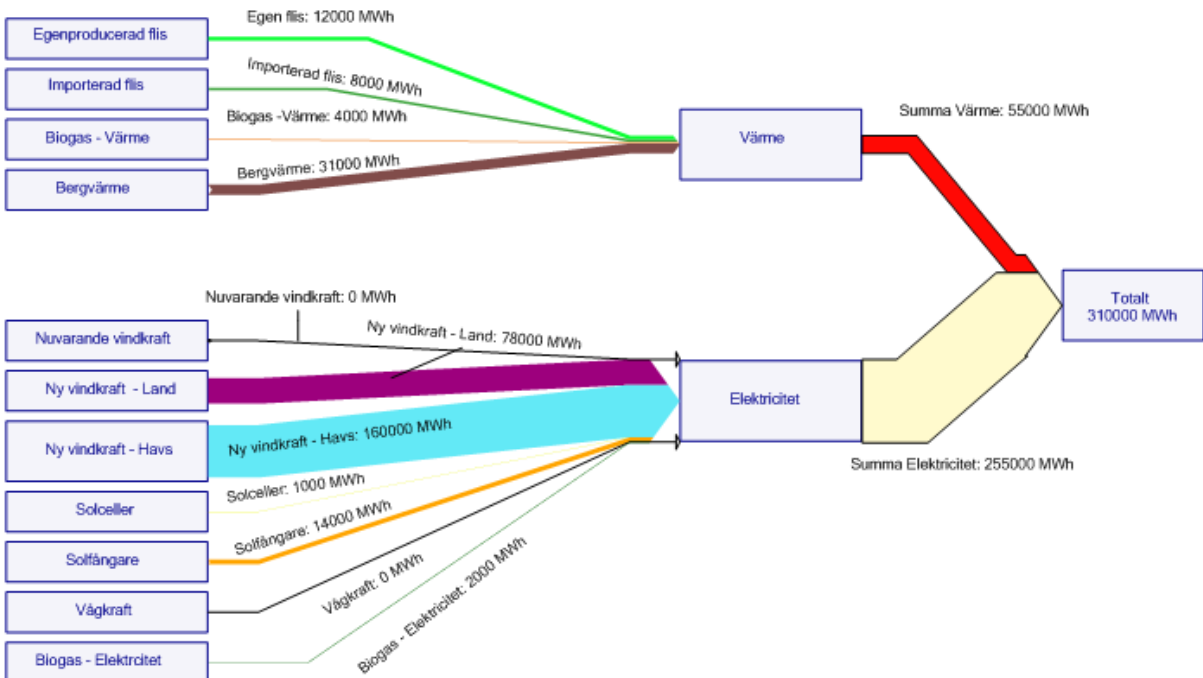 Egen flis: 12000 MWh
Egenproducerad flis
Importerad flis: 8000 MWh
Importerad flis
Biogas -Värme: 4000 MWh
Biogas - Värme
Bergvärme: 31000 MWh
Bergvärme
Värme
Summa Värme: 55000 MWh
Totalt
310000 MWh
Nuvarande vindkraft: 0 MWh
Nuvarande vindkraft
Ny vindkraft - Land: 78000 MWh
Ny vindkraft - Land
Ny vindkraft - Havs: 160000 MWh
Ny vindkraft - Havs
Elektricitet
Summa Elektricitet: 255000 MWh
Solceller: 1000 MWh
Solceller
Solfångare: 14000 MWh
Solfångare
Vågkraft: 0 MWh
Vågkraft
Biogas - Elektricitet: 2000 MWh
Biogas - Elektrcitet